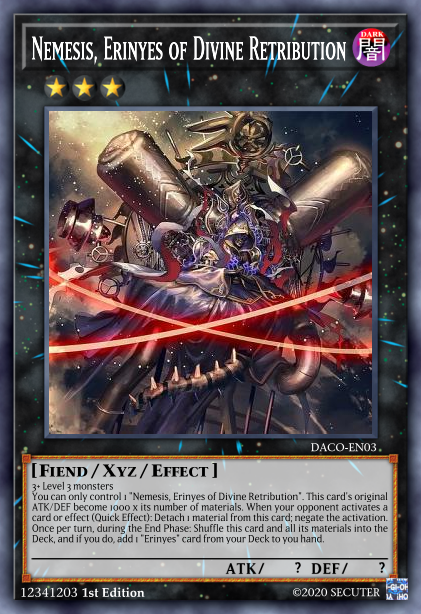 NEMESIS, ERINYES OF DIVINE RETRIBUTION
DARK
闇
DACO-EN03
[FIEND / XYZ / EFFECT]
3+ Level 3 monsters
You can only control 1 "Nemesis, Erinyes of Divine Retribution". This card's original
ATK/DEF become 1000 x its number of materials. When your opponent activates
a card or effect (Quick Effect): Detach 1 material from this card; negate the activation.
Once per turn, during the End Phase: Shuffle this card and all its materials into the
Deck, and if you do, add 1 "Erinyes" card from your Deck to you hand.
ATK/ ? DEF/ ?
12341203 1st Edition
©2020 SECUTER